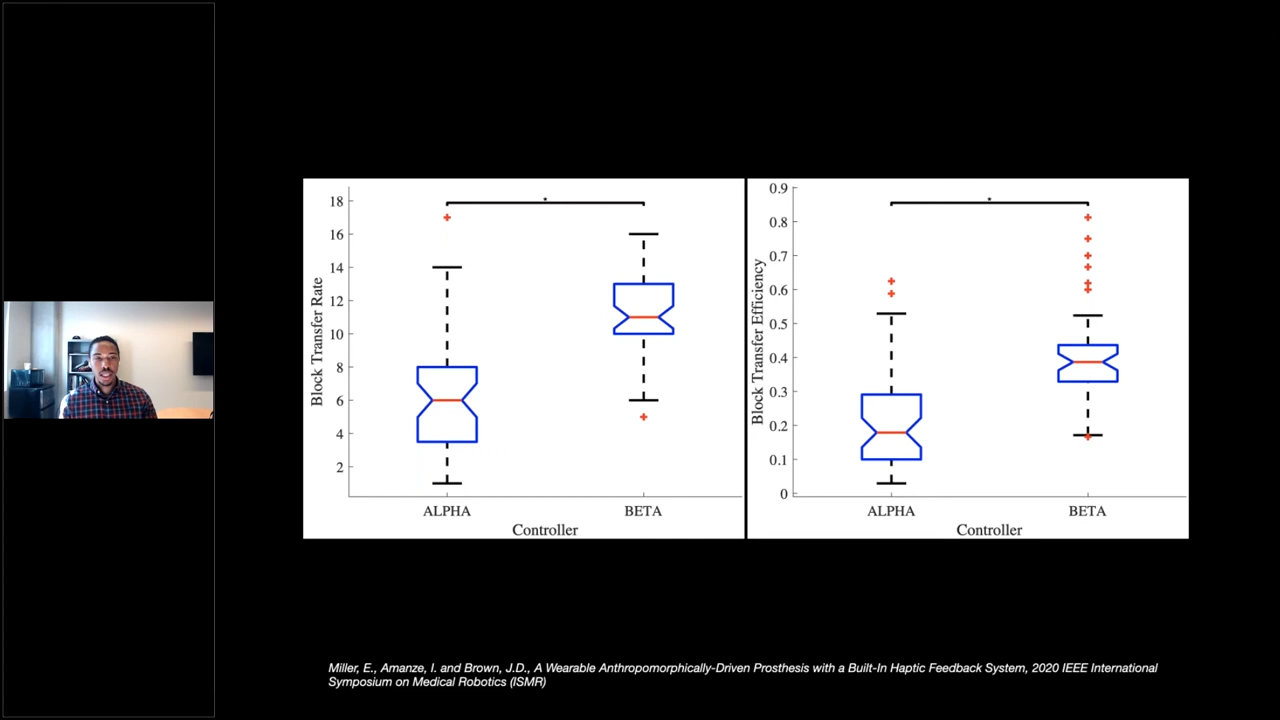 18
16
14
12
10
8
6
4
2
Block Transfer Rate
*
ALPHA
BETA
Controller
0.9
0.8
0.7
0.6
0.5
0.4
0.3
0.2
0.1
0
Block Transfer Efficiency
*
ALPHA
BETA
Controller
Miller, E., Amanze, I. and Brown, J.D., A Wearable Anthropomorphically-Driven Prosthesis with a Built-In Haptic Feedback System, 2020 IEEE International
Symposium on Medical Robotics (ISMR)